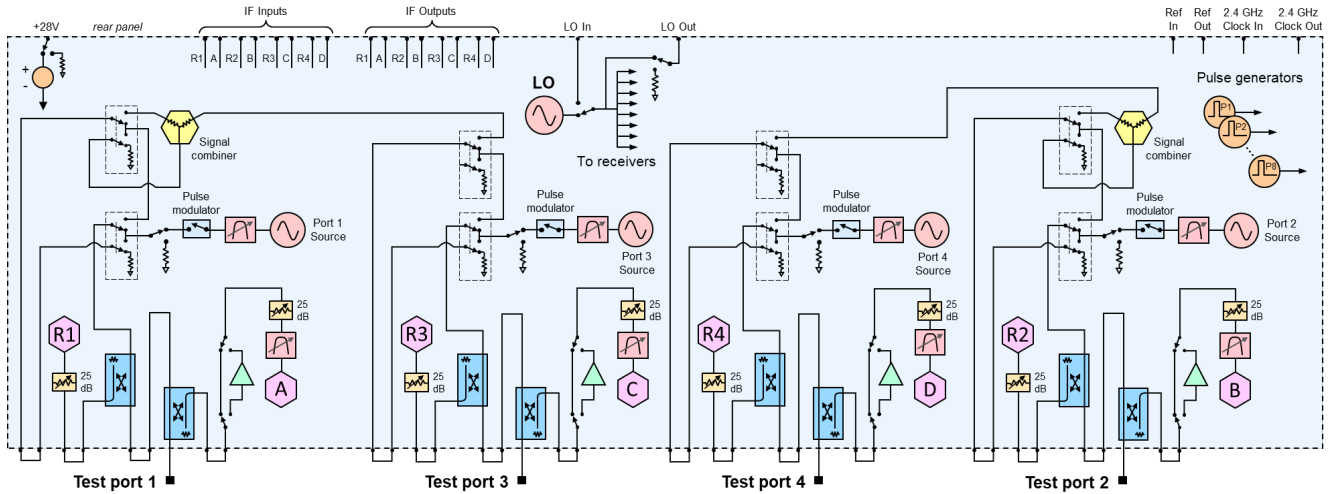 IF Inputs
IF Outputs
+28V
rear panel
LO In
LO Out
Ref In
Ref Out
2.4 GHz Clock In
2.4 GHz Clock Out
R1 A R2 B R3 C R4 D
R1 A R2 B R3 C R4 D
+
-
LO
To receivers
Pulse generators
P1
P2
P8
Signal combiner
Signal combiner
Pulse modulator
Port 1 Source
Pulse modulator
Port 3 Source
Pulse modulator
Port 4 Source
Pulse modulator
Port 2 Source
R1
25 dB
25 dB
A
R3
25 dB
25 dB
C
R4
25 dB
25 dB
D
R2
25 dB
25 dB
B
Test port 1
Test port 3
Test port 4
Test port 2